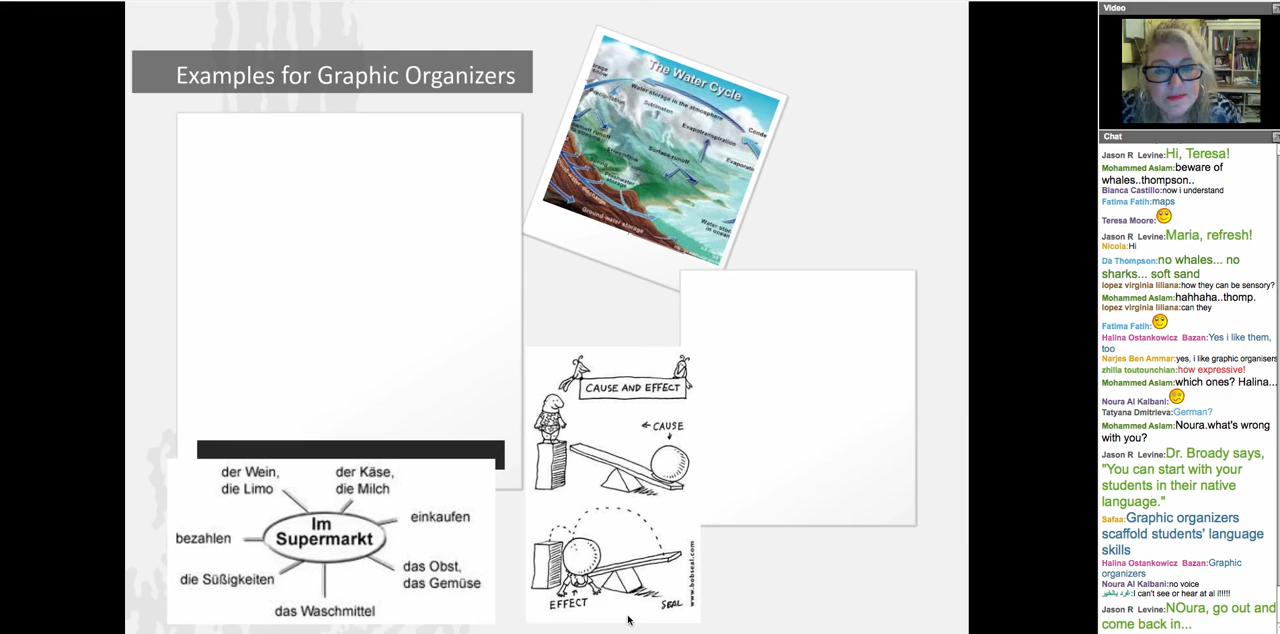 Examples for Graphic Organizers
The Water Cycle
Water storage in the atmosphere
Sublimation
Precipitation
Evapotranspiration
Surface runoff
Streamflow
Ground-water storage
CAUSE AND EFFECT
← CAUSE
EFFECT
SEAL
www.bobseal.com
der Wein,
die Limo
der Käse,
die Milch
bezahlen
Im
Supermarkt
einkaufen
die Süßigkeiten
das Obst,
das Gemüse
das Waschmittel
Video
Chat
Jason R Levine:Hi, Teresa!
Mohammed Aslam:beware of
whales..thompson..
Bianca Castillo:now i understand
Fatima Fatih:maps
Teresa Moore:
Jason R Levine:Maria, refresh!
Nicola:Hi
Da Thompson:no whales... no
sharks... soft sand
lopez virginia liliana:how they can be sensory?
Mohammed Aslam:hahhaha..thomp.
lopez virginia liliana:can they
Fatima Fatih:
Halina Ostankowicz Bazan:Yes i like them,
too
Narjes Ben Ammar:yes, i like graphic organisers
zhilla toutounchian:how expressive!
Mohammed Aslam:which ones? Halina...
Noura Al Kalbani:
Tatyana Dmitrieva:German?
Mohammed Aslam:Noura.what's wrong
with you?
Jason R Levine:Dr. Broady says,
"You can start with your
students in their native
language."
Safaa:Graphic organizers
scaffold students' language
skills
Halina Ostankowicz Bazan:Graphic
organizers
Noura Al Kalbani:no voice
غرد بالخير:I can't see or hear at al i!!!!!
Jason R Levine:NOura, go out and
come back in...